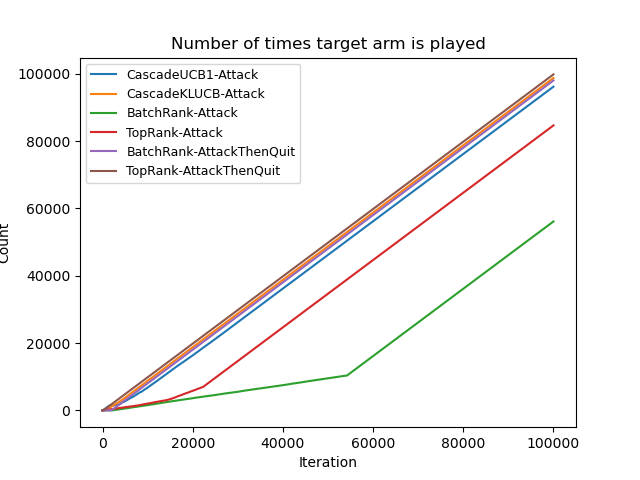 Number of times target arm is played
100000
80000
60000
40000
20000
0
Count
CascadeUCB1-Attack
CascadeKLUCB-Attack
BatchRank-Attack
TopRank-Attack
BatchRank-AttackThenQuit
TopRank-AttackThenQuit
0 20000 40000 60000 80000 100000
Iteration